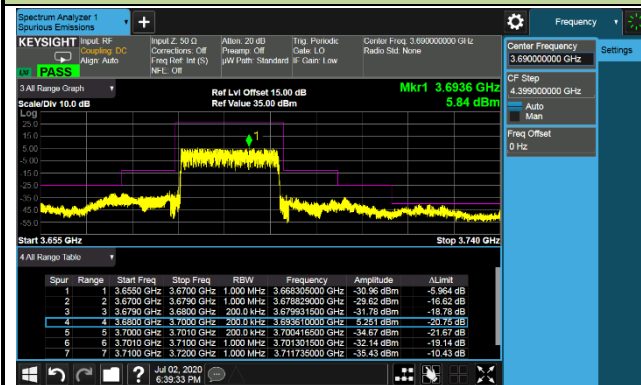 Spectrum Analyzer 1
Spurious Emissions
Frequency
KEYSIGHT Input: RF Input Z: 50 Ω Atten: 20 dB Trig: Periodic Center Freq: 3.690000000 GHz
Coupling: DC Corrections: Off Preamp: Off Gate: LO Radio Std: None
Align: Auto Freq Ref: Int (S) µW Path: Standard IF Gain: Low
NFE: Off
PASS
Center Frequency
3.690000000 GHz
Settings
CF Step
4.399000000 GHz
Auto
Man
Freq Offset
0 Hz
3 All Range Graph
Ref Lvl Offset 15.00 dB
Mkr1 3.6936 GHz
Scale/Div 10.0 dB
Ref Value 35.00 dBm
5.84 dBm
Log
25.0
15.0
5.00
-5.00
-15.0
-25.0
-35.0
-45.0
-55.0
1
Start 3.655 GHz
Stop 3.740 GHz
4 All Range Table
Spur Range Start Freq Stop Freq RBW Frequency Amplitude ΔLimit
1 1 3.6550 GHz 3.6700 GHz 1.000 MHz 3.668305000 GHz -30.96 dBm -5.964 dB
2 2 3.6700 GHz 3.6790 GHz 1.000 MHz 3.678829000 GHz -29.62 dBm -16.62 dB
3 3 3.6790 GHz 3.6800 GHz 200.0 kHz 3.679931500 GHz -31.78 dBm -18.78 dB
4 4 3.6800 GHz 3.7000 GHz 200.0 kHz 3.693610000 GHz 5.251 dBm -20.75 dB
5 5 3.7000 GHz 3.7010 GHz 200.0 kHz 3.700416500 GHz -34.67 dBm -21.67 dB
6 6 3.7010 GHz 3.7100 GHz 1.000 MHz 3.701301500 GHz -32.14 dBm -19.14 dB
7 7 3.7100 GHz 3.7200 GHz 1.000 MHz 3.711735000 GHz -35.43 dBm -10.43 dB
Jul 02, 2020
6:39:33 PM